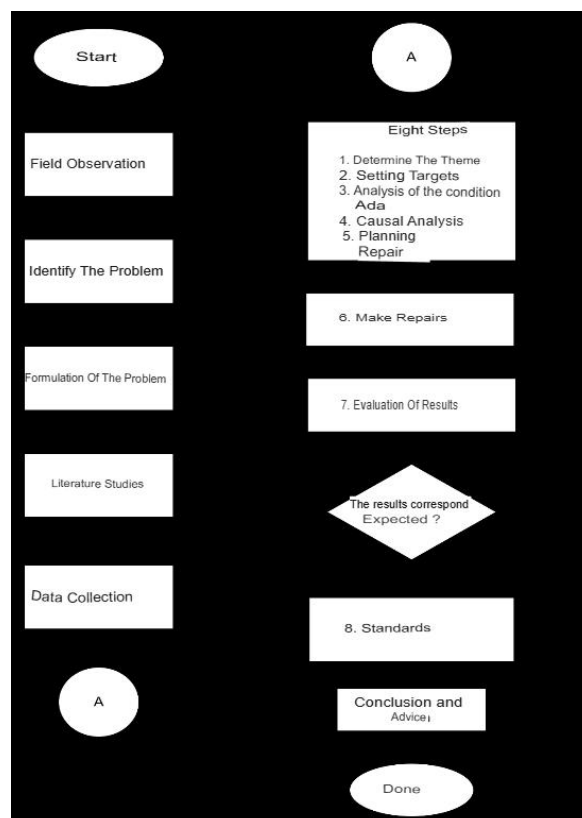 Start
Field Observation
Identify The Problem
Formulation Of The Problem
Literature Studies
Data Collection
A
A
Eight Steps
1. Determine The Theme
2. Setting Targets
3. Analysis of the condition
Ada
4. Causal Analysis
5. Planning
Repair
6. Make Repairs
7. Evaluation Of Results
The results correspond
Expected ?
8. Standards
Conclusion and
Advice
Done